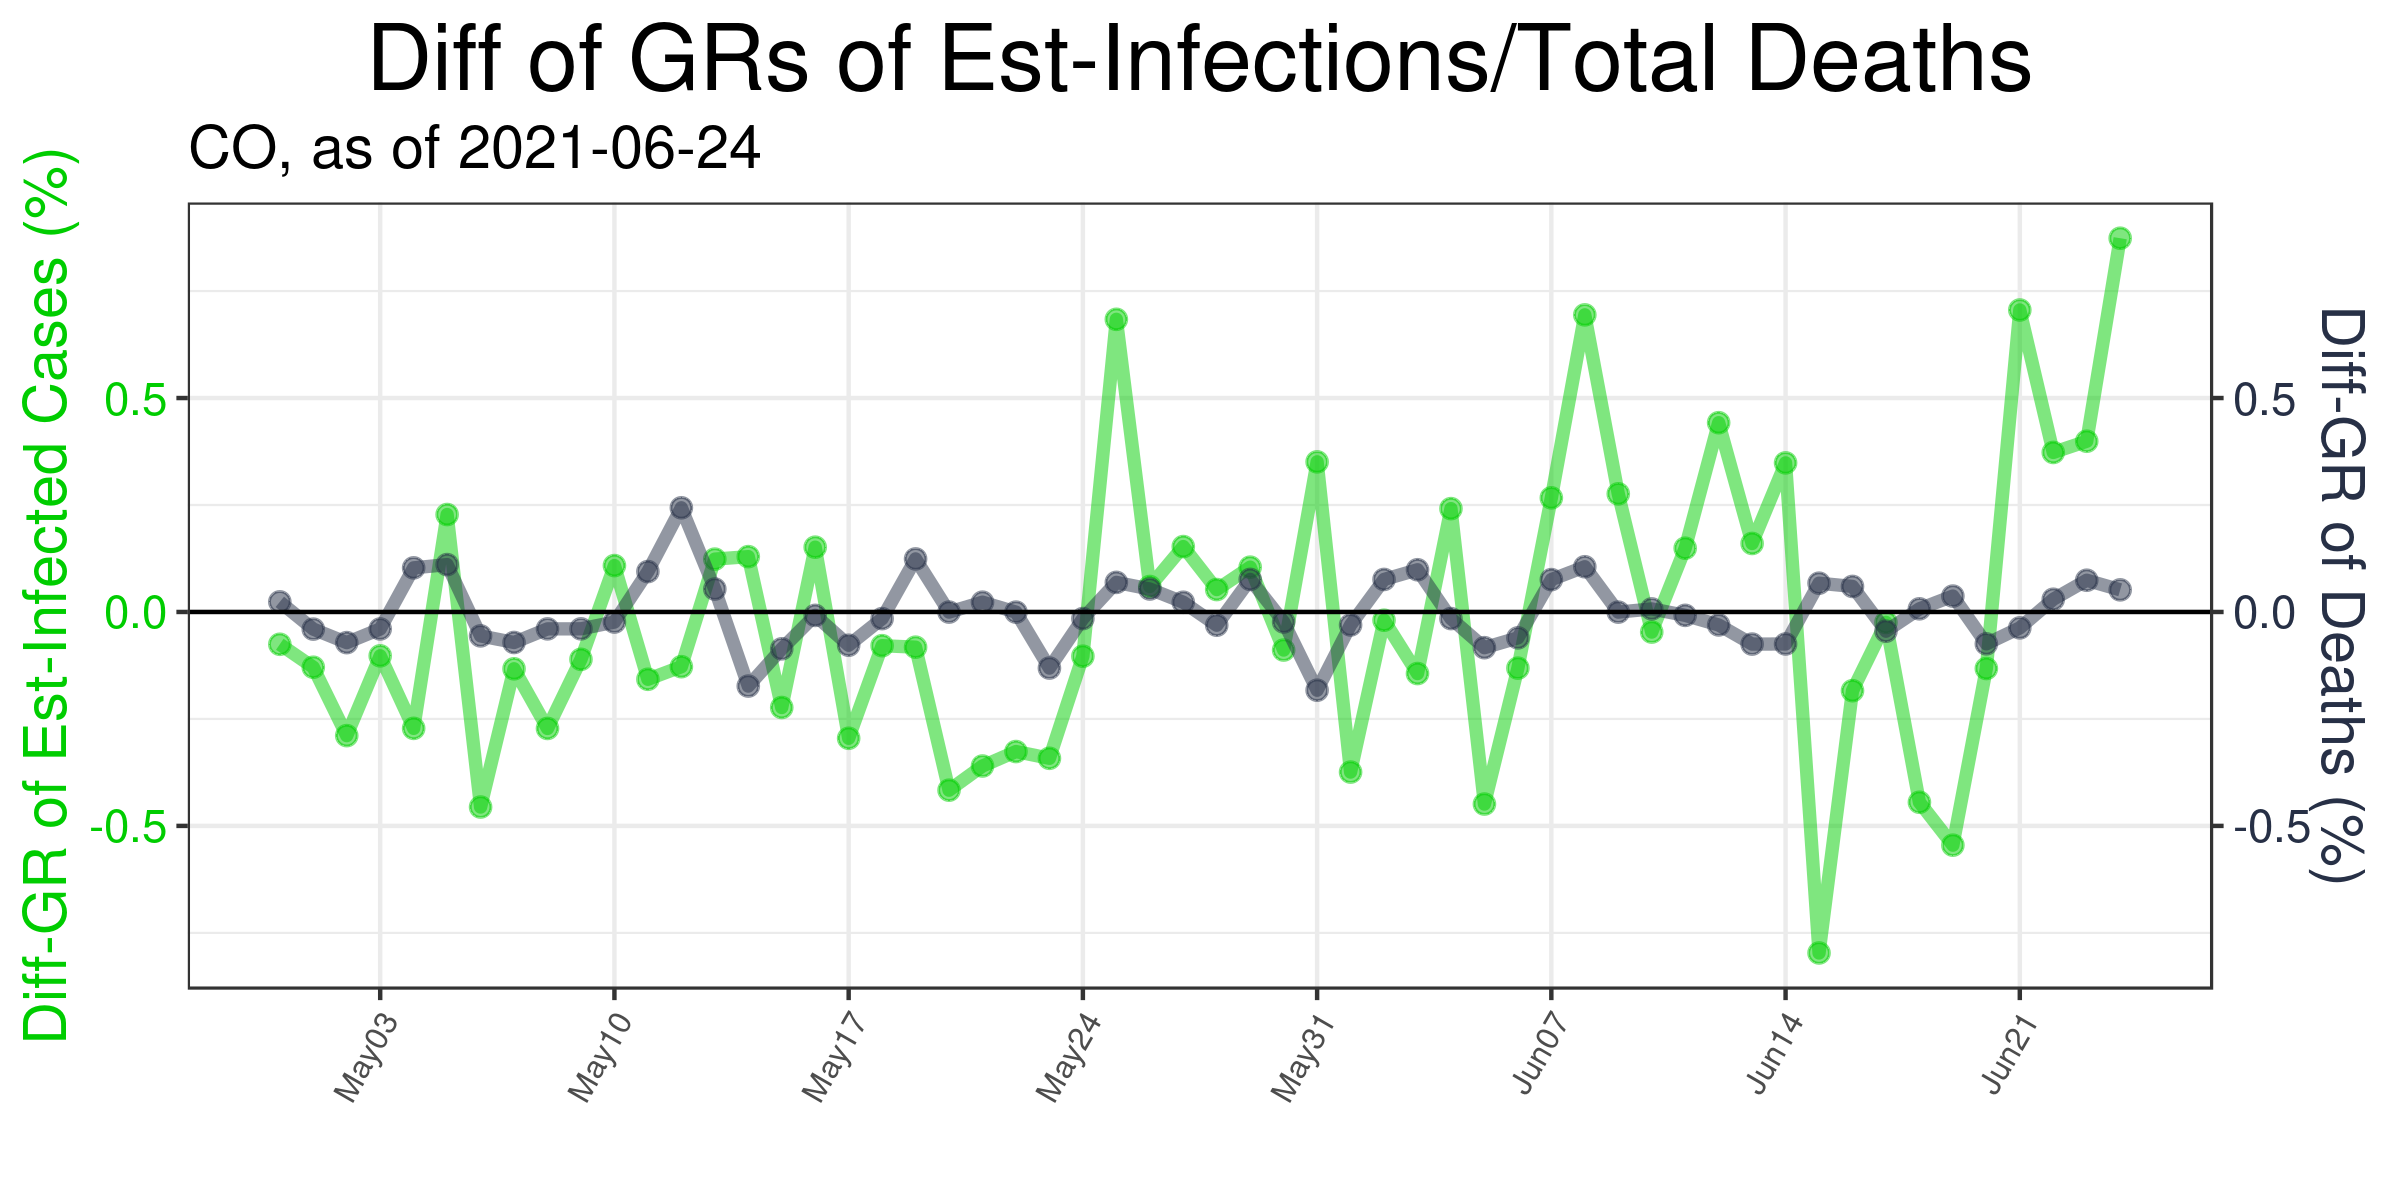 Diff of GRs of Est-Infections/Total Deaths
CO, as of 2021-06-24
Diff-GR of Est-Infected Cases (%)
0.5
0.0
-0.5
0.5
0.0
-0.5
Diff-GR of Deaths (%)
May03
May10
May17
May24
May31
Jun07
Jun14
Jun21